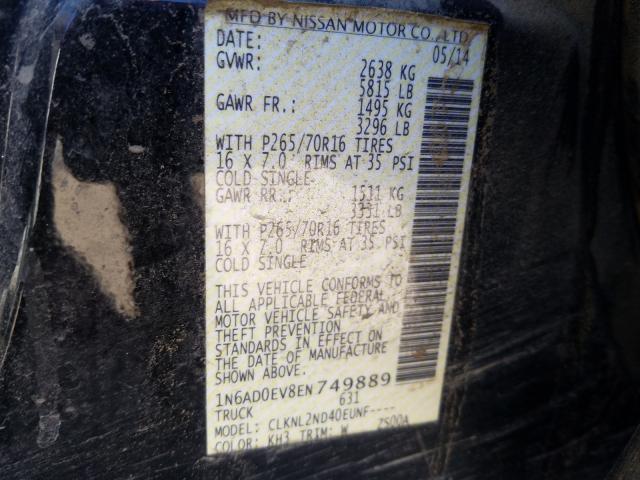 MFD BY NISSAN MOTOR CO.,LTD
DATE: 05/14
GVWR: 2638 KG
5815 LB
GAWR FR.: 1495 KG
3296 LB
WITH P265/70R16 TIRES
16 X 7.0 RIMS AT 35 PSI
COLD SINGLE
GAWR RR.: 1511 KG
3331 LB
WITH P265/70R16 TIRES
16 X 7.0 RIMS AT 35 PSI
COLD SINGLE
THIS VEHICLE CONFORMS TO
ALL APPLICABLE FEDERAL
MOTOR VEHICLE SAFETY AND
THEFT PREVENTION
STANDARDS IN EFFECT ON
THE DATE OF MANUFACTURE
SHOWN ABOVE.
1N6AD0EV8EN749889
TRUCK 631
MODEL: CLKNL2ND40EUNF----
COLOR: KH3 TRIM: W ZS00A